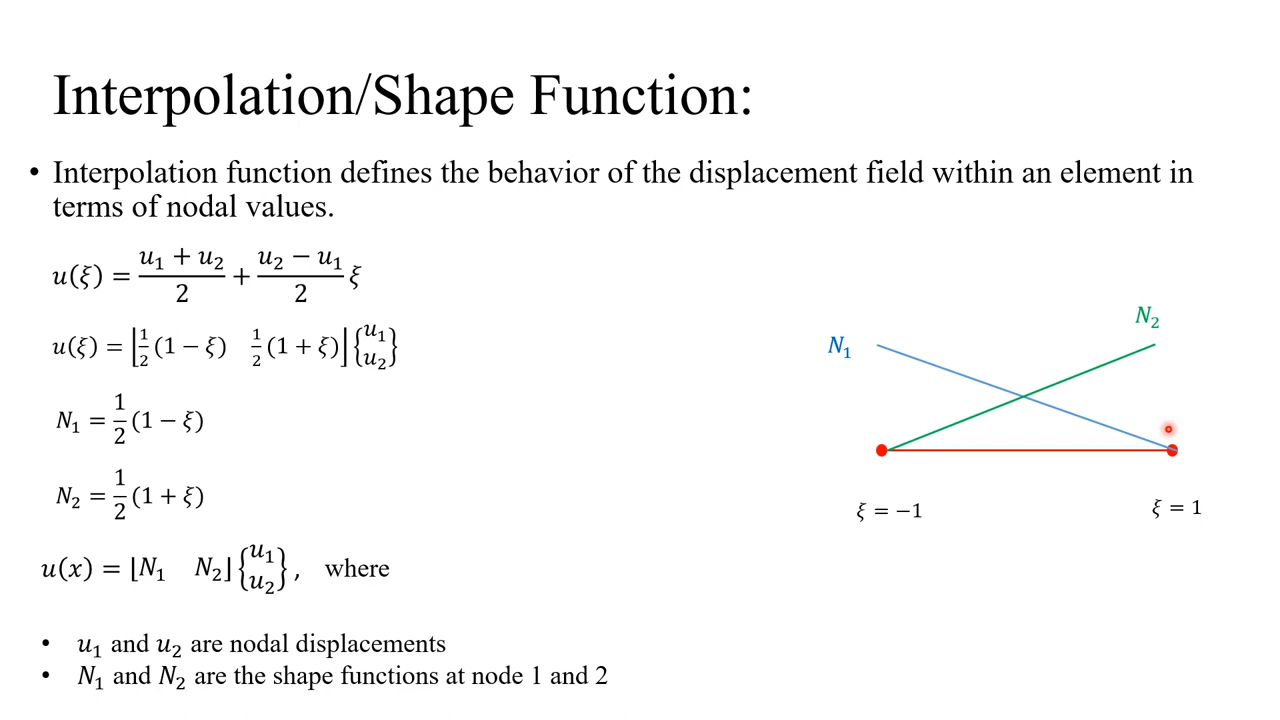 Interpolation/Shape Function:
• Interpolation function defines the behavior of the displacement field within an element in
terms of nodal values.
u(ξ) = (u₁ + u₂)/2 + (u₂ − u₁)/2 ξ
u(ξ) = ⌊½(1 − ξ) ½(1 + ξ)⌋ {u₁ u₂}
N₁ = 1/2 (1 − ξ)
N₂ = 1/2 (1 + ξ)
u(x) = ⌊N₁ N₂⌋ {u₁ u₂}, where
• u₁ and u₂ are nodal displacements
• N₁ and N₂ are the shape functions at node 1 and 2
N₁
N₂
ξ = −1
ξ = 1